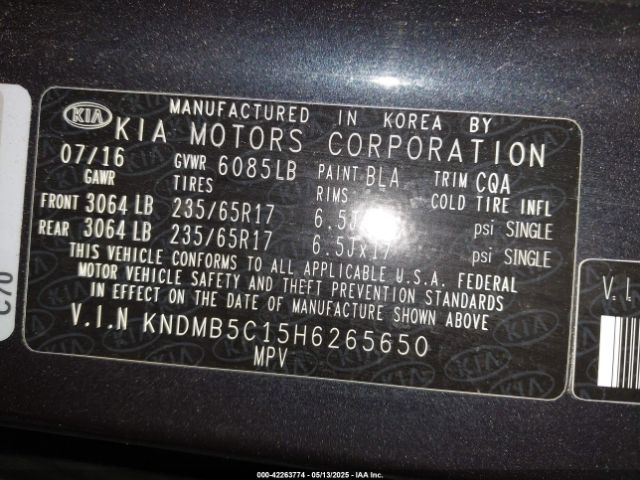 KIA MANUFACTURED IN KOREA BY
KIA MOTORS CORPORATION
07/16 GVWR 6085LB PAINT BLA TRIM CQA
GAWR TIRES RIMS COLD TIRE INFL
FRONT 3064 LB 235/65R17 6.5J psi SINGLE
REAR 3064 LB 235/65R17 6.5Jx17 psi SINGLE
THIS VEHICLE CONFORMS TO ALL APPLICABLE U.S.A. FEDERAL
MOTOR VEHICLE SAFETY AND THEFT PREVENTION STANDARDS
IN EFFECT ON THE DATE OF MANUFACTURE SHOWN ABOVE
V.I.N KNDMB5C15H6265650
MPV
C70
V.I
000-42263774 - 05/13/2025 - IAA Inc.